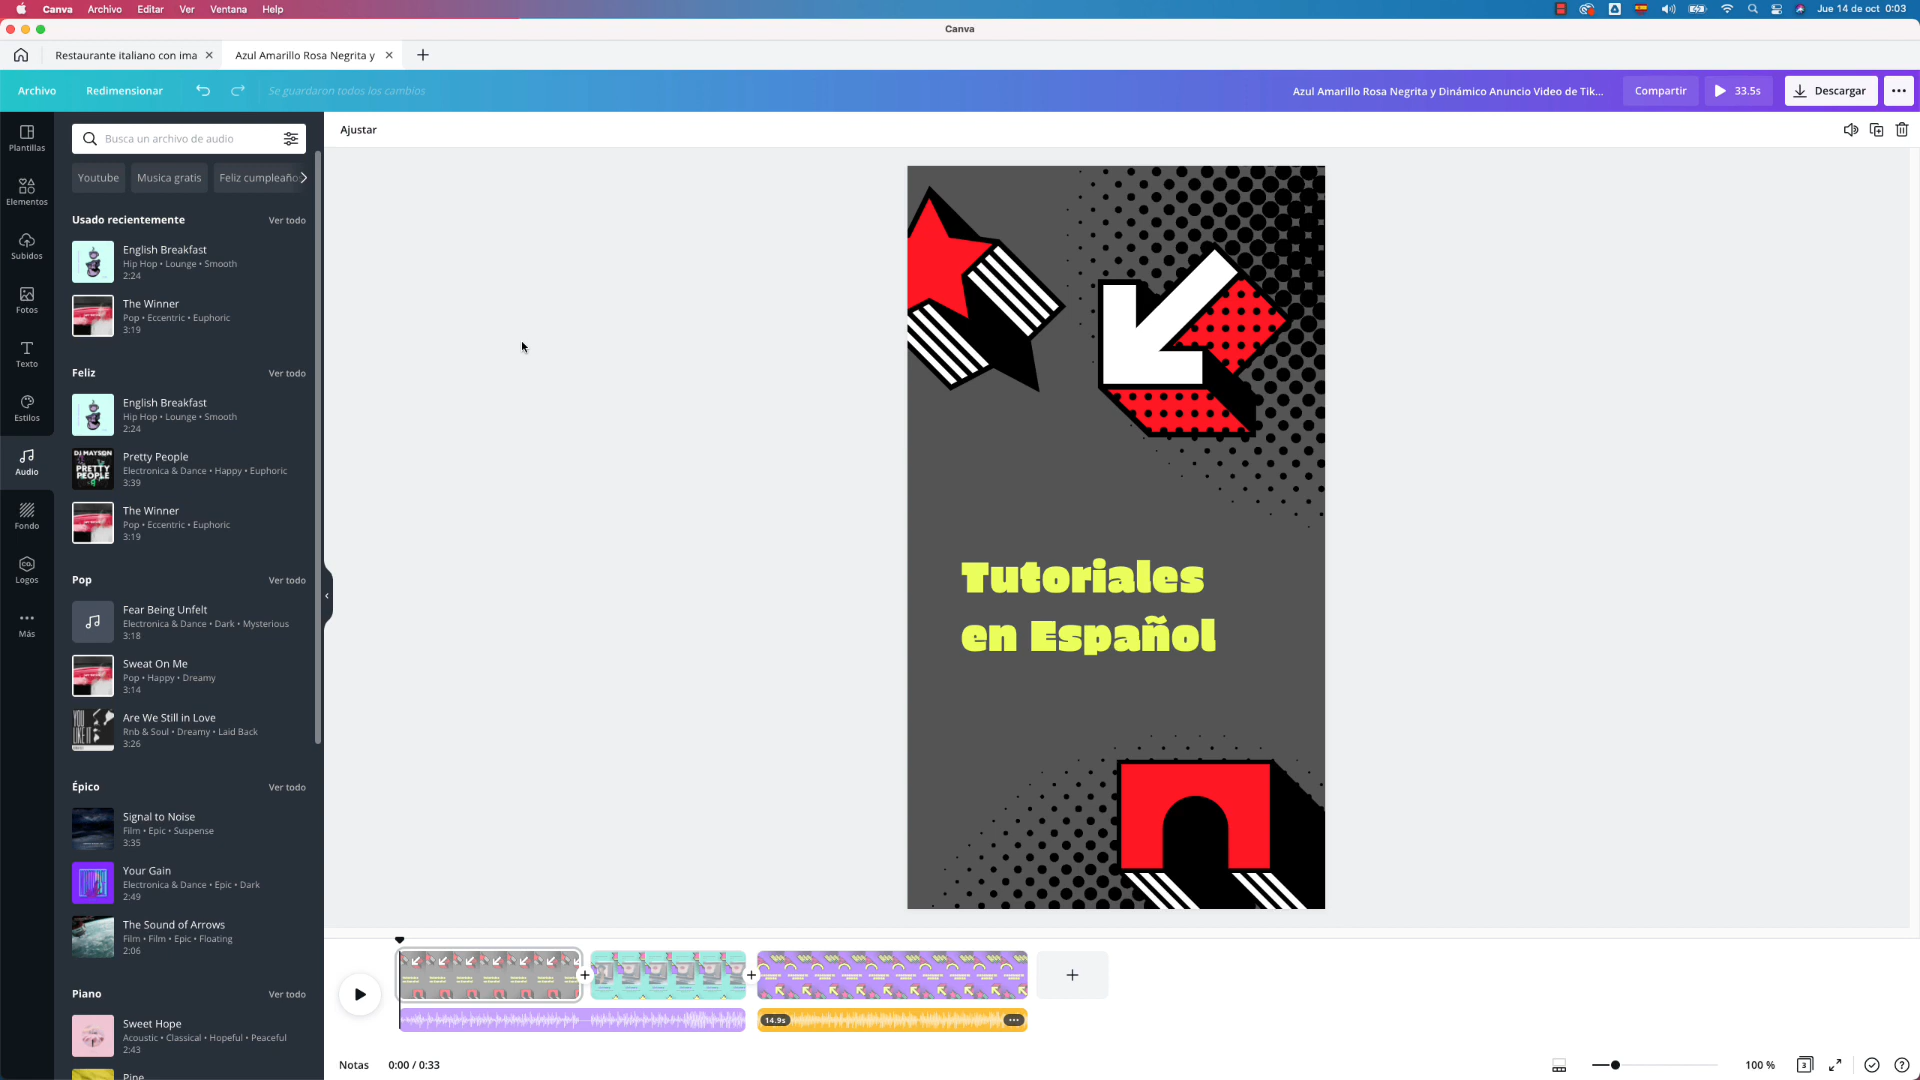 Canva Archivo Editar Ver Ventana Help
Jue 14 de oct 0:03
Canva
Restaurante italiano con ima
Azul Amarillo Rosa Negrita y
Archivo
Redimensionar
Se guardaron todos los cambios
Azul Amarillo Rosa Negrita y Dinámico Anuncio Video de Tik...
Compartir
33.5s
Descargar
Plantillas
Elementos
Subidos
Fotos
Texto
Estilos
Audio
Fondo
Logos
Más
Busca un archivo de audio
Youtube
Musica gratis
Feliz cumpleaño
Usado recientemente
Ver todo
English Breakfast
Hip Hop • Lounge • Smooth
2:24
The Winner
Pop • Eccentric • Euphoric
3:19
Feliz
Ver todo
English Breakfast
Hip Hop • Lounge • Smooth
2:24
DJ MAYSON
PRETTY
PEOPLE
Pretty People
Electronica & Dance • Happy • Euphoric
3:39
The Winner
Pop • Eccentric • Euphoric
3:19
Pop
Ver todo
Fear Being Unfelt
Electronica & Dance • Dark • Mysterious
3:18
Sweat On Me
Pop • Happy • Dreamy
3:14
Are We Still in Love
Rnb & Soul • Dreamy • Laid Back
3:26
Épico
Ver todo
Signal to Noise
Film • Epic • Suspense
3:35
Your Gain
Electronica & Dance • Epic • Dark
2:49
The Sound of Arrows
Film • Film • Epic • Floating
2:06
Piano
Ver todo
Sweet Hope
Acoustic • Classical • Hopeful • Peaceful
2:43
Ajustar
Tutoriales
en Español
14.9s
Notas
0:00 / 0:33
100 %
3